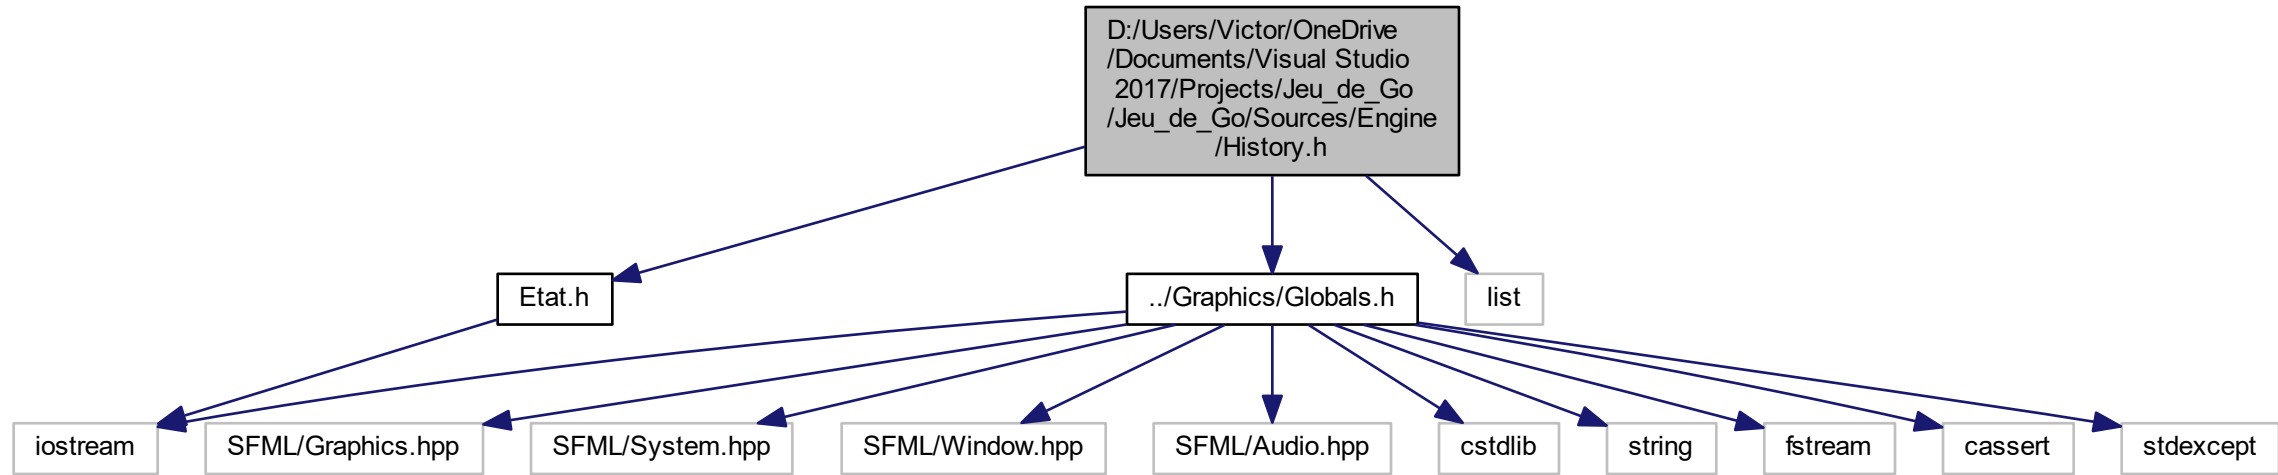 D:/Users/Victor/OneDrive
/Documents/Visual Studio
2017/Projects/Jeu_de_Go
/Jeu_de_Go/Sources/Engine
/History.h
Etat.h
../Graphics/Globals.h
list
iostream
SFML/Graphics.hpp
SFML/System.hpp
SFML/Window.hpp
SFML/Audio.hpp
cstdlib
string
fstream
cassert
stdexcept